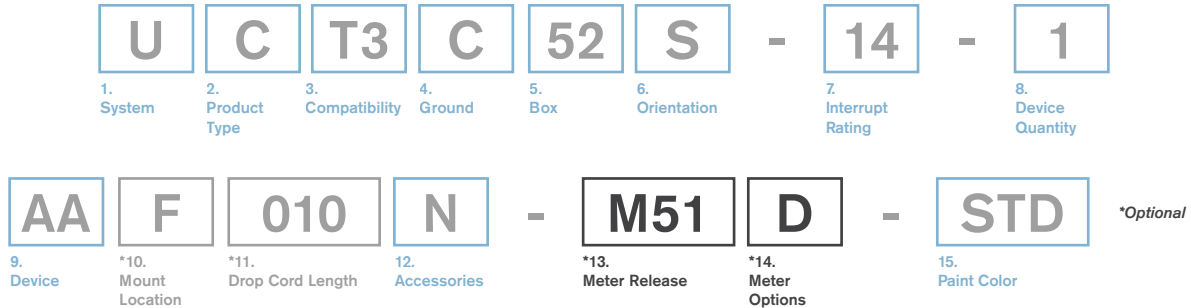 U C T3 C 52 S - 14 - 1
1. 2. 3. 4. 5. 6. 7. 8.
System Product Compatibility Ground Box Orientation Interrupt Device
Type Rating Quantity
AA F 010 N - M51 D - STD *Optional
9. *10. *11. 12. *13. *14. 15.
Device Mount Drop Cord Length Accessories Meter Release Meter Paint Color
Location Options